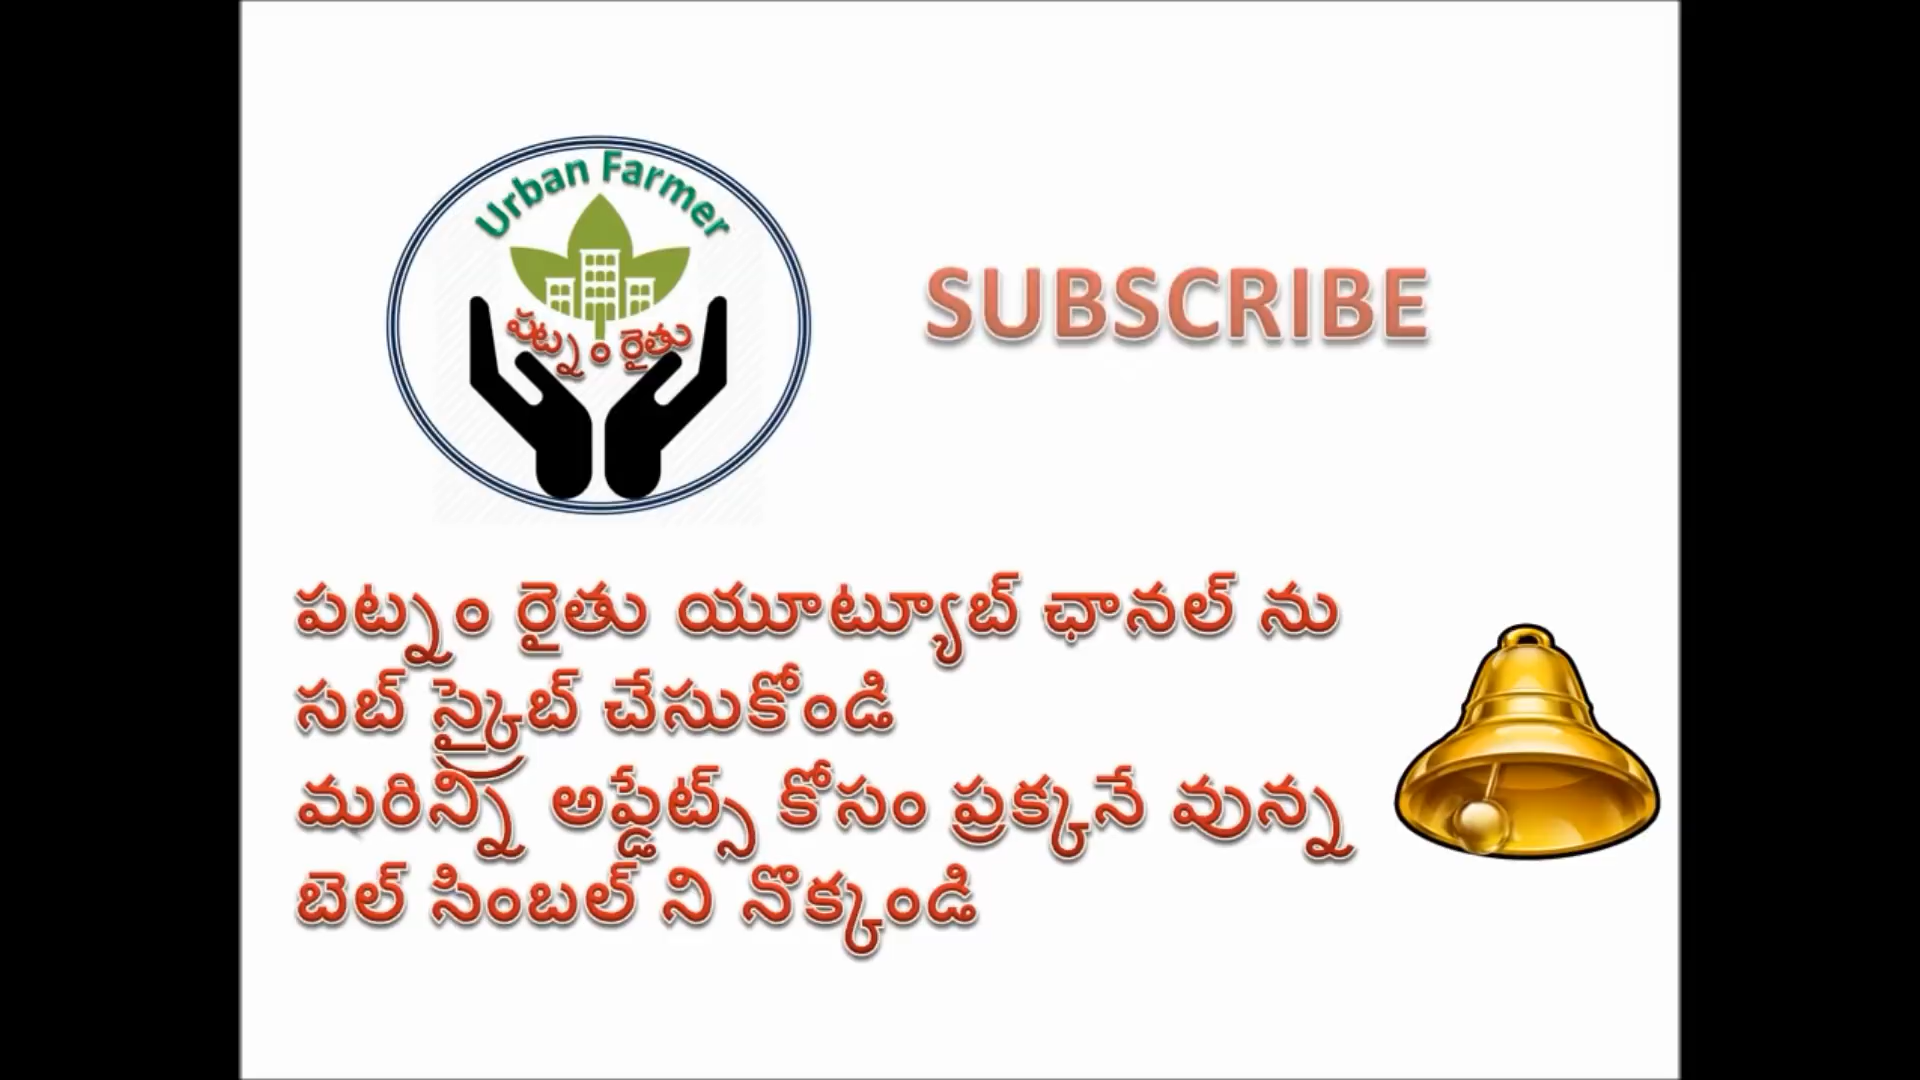 Urban Farmer
పట్నం రైతు
SUBSCRIBE
పట్నం రైతు యూట్యూబ్ ఛానల్ ను
సబ్ స్క్రైబ్ చేసుకోండి
మరిన్ని అప్డేట్స్ కోసం ప్రక్కనే వున్న
బెల్ సింబల్ ని నొక్కండి